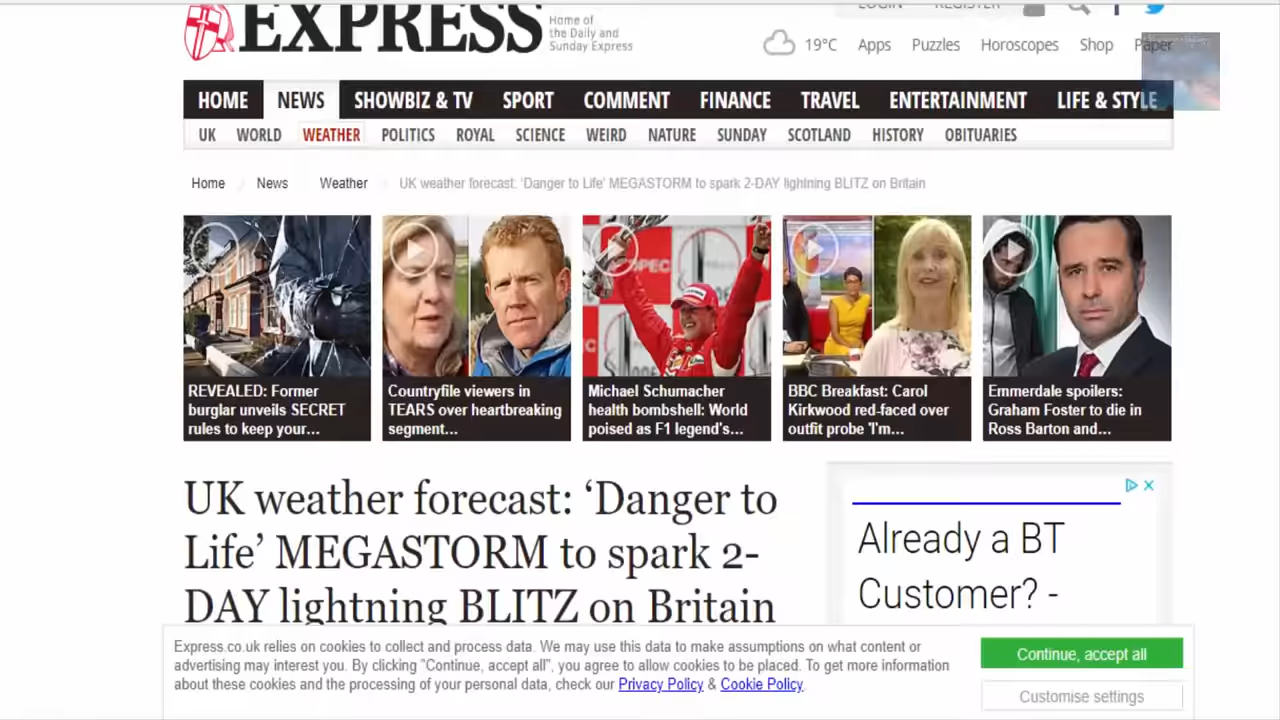 LOGIN REGISTER
EXPRESS
Home of
the Daily and
Sunday Express
19°C Apps Puzzles Horoscopes Shop Paper
HOME NEWS SHOWBIZ & TV SPORT COMMENT FINANCE TRAVEL ENTERTAINMENT LIFE & STYLE
UK WORLD WEATHER POLITICS ROYAL SCIENCE WEIRD NATURE SUNDAY SCOTLAND HISTORY OBITUARIES
Home News Weather UK weather forecast: 'Danger to Life' MEGASTORM to spark 2-DAY lightning BLITZ on Britain
REVEALED: Former
burglar unveils SECRET
rules to keep your...
Countryfile viewers in
TEARS over heartbreaking
segment...
Michael Schumacher
health bombshell: World
poised as F1 legend's...
BBC Breakfast: Carol
Kirkwood red-faced over
outfit probe 'I'm...
Emmerdale spoilers:
Graham Foster to die in
Ross Barton and...
UK weather forecast: ‘Danger to
Life’ MEGASTORM to spark 2-
DAY lightning BLITZ on Britain
Already a BT
Customer? -
Express.co.uk relies on cookies to collect and process data. We may use this data to make assumptions on what content or
advertising may interest you. By clicking "Continue, accept all", you agree to allow cookies to be placed. To get more information
about these cookies and the processing of your personal data, check our Privacy Policy & Cookie Policy.
Continue, accept all
Customise settings